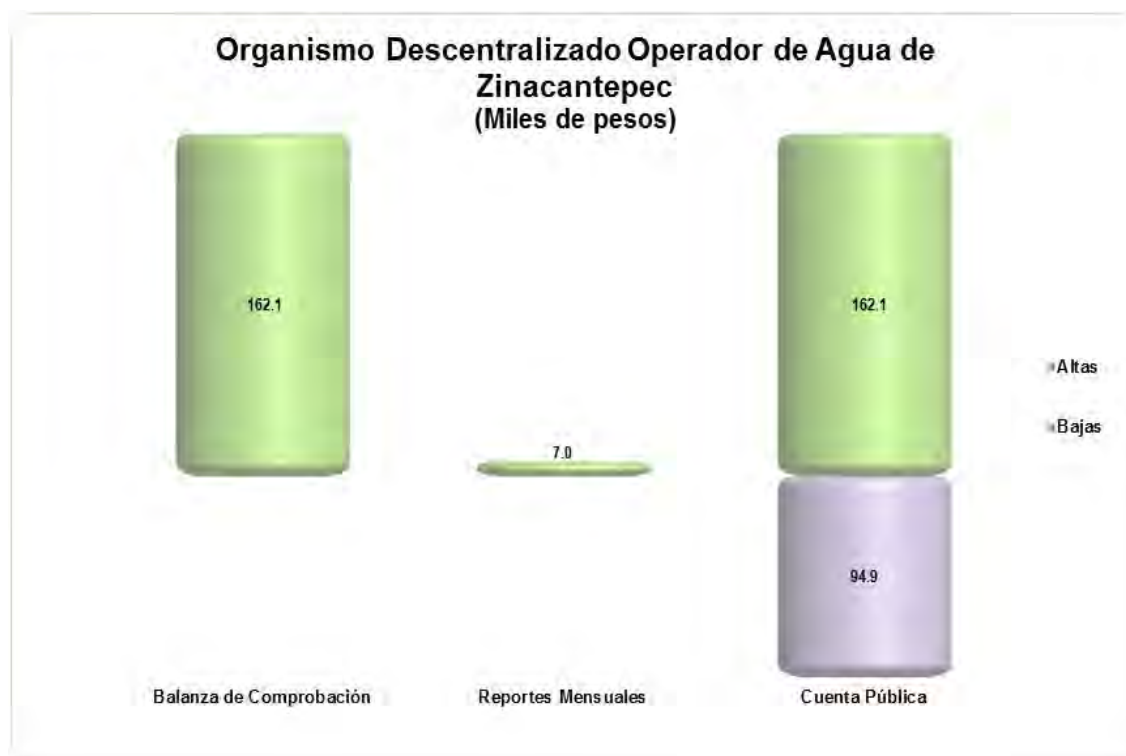 Organismo Descentralizado Operador de Agua de
Zinacantepec
(Miles de pesos)
162.1
7.0
162.1
94.9
Altas
Bajas
Balanza de Comprobación
Reportes Mensuales
Cuenta Pública